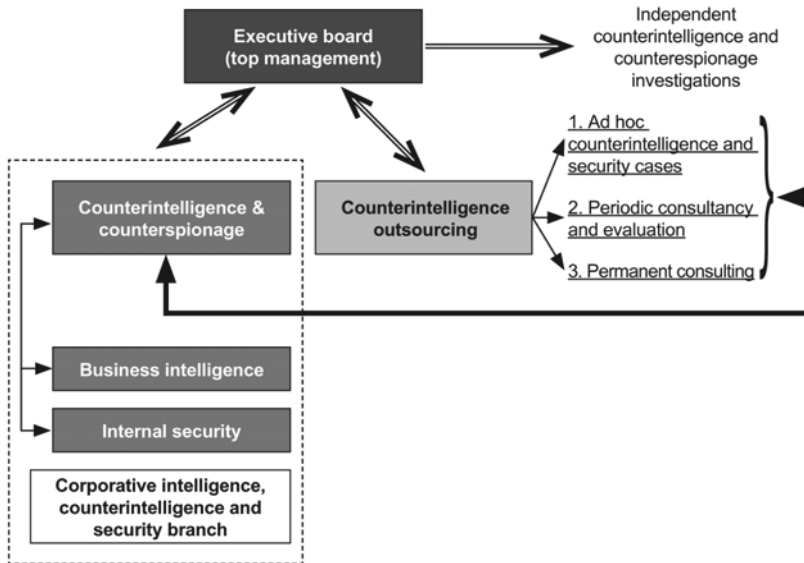 Executive board
(top management)
Independent
counterintelligence and
counterespionage
investigations
Counterintelligence &
counterspionage
Counterintelligence
outsourcing
1. Ad hoc
counterintelligence and
security cases
2. Periodic consultancy
and evaluation
3. Permanent consulting
Business intelligence
Internal security
Corporative intelligence,
counterintelligence and
security branch